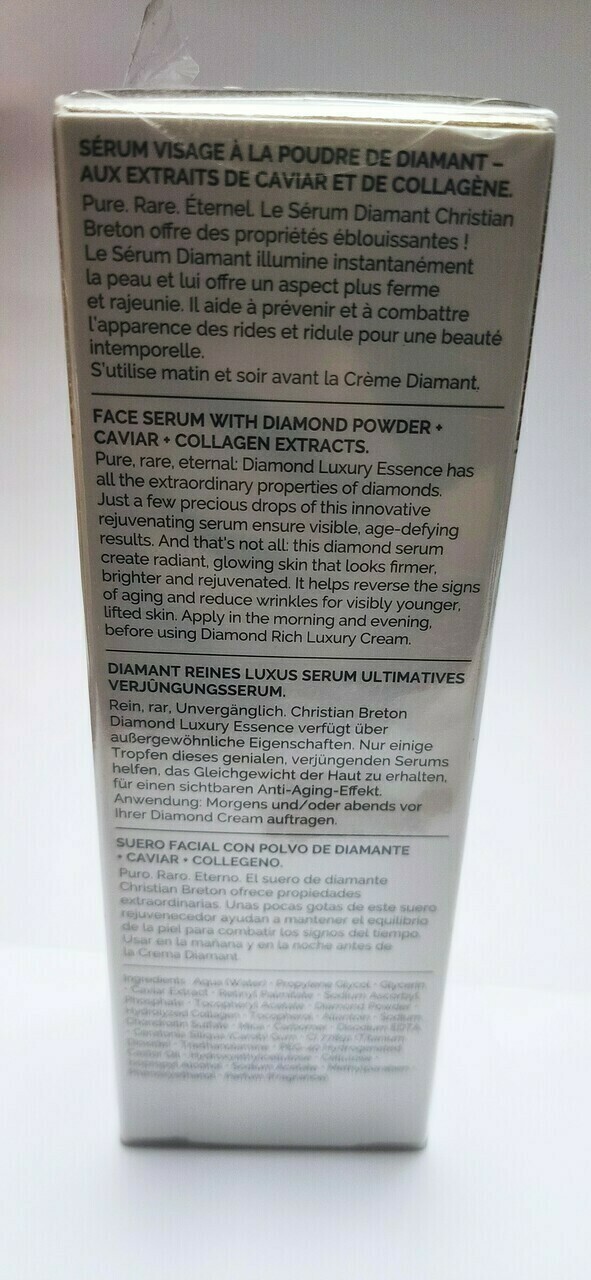 SÉRUM VISAGE À LA POUDRE DE DIAMANT –
AUX EXTRAITS DE CAVIAR ET DE COLLAGÈNE.
Pure. Rare. Éternel. Le Sérum Diamant Christian
Breton offre des propriétés éblouissantes !
Le Sérum Diamant illumine instantanément
la peau et lui offre un aspect plus ferme
et rajeunie. Il aide à prévenir et à combattre
l'apparence des rides et ridule pour une beauté
intemporelle.
S'utilise matin et soir avant la Crème Diamant.
FACE SERUM WITH DIAMOND POWDER +
CAVIAR + COLLAGEN EXTRACTS.
Pure, rare, eternal: Diamond Luxury Essence has
all the extraordinary properties of diamonds.
Just a few precious drops of this innovative
rejuvenating serum ensure visible, age-defying
results. And that's not all: this diamond serum
create radiant, glowing skin that looks firmer,
brighter and rejuvenated. It helps reverse the signs
of aging and reduce wrinkles for visibly younger,
lifted skin. Apply in the morning and evening,
before using Diamond Rich Luxury Cream.
DIAMANT REINES LUXUS SERUM ULTIMATIVES
VERJÜNGUNGSSERUM.
Rein, rar, Unvergänglich. Christian Breton
Diamond Luxury Essence verfügt über
außergewöhnliche Eigenschaften. Nur einige
Tropfen dieses genialen, verjüngenden Serums
helfen, das Gleichgewicht der Haut zu erhalten,
für einen sichtbaren Anti-Aging-Effekt.
Anwendung: Morgens und/oder abends vor
Ihrer Diamond Cream auftragen.
SUERO FACIAL CON POLVO DE DIAMANTE
+ CAVIAR + COLLEGENO.
Puro. Raro. Eterno. El suero de diamante
Christian Breton ofrece propiedades
extraordinarias. Unas pocas gotas de este suero
rejuvenecedor ayudan a mantener el equilibrio
de la piel para combatir los signos del tiempo.
Usar en la mañana y en la noche antes de
la Crema Diamant.
Ingredients: Aqua (Water) • Propylene Glycol • Glycerin
• Caviar Extract • Retinyl Palmitate • Sodium Ascorbyl
Phosphate • Tocopheryl Acetate • Diamond Powder •
Hydrolyzed Collagen • Tocopherol • Sodium
Chondroitin Sulfate • Mica • Carbomer • Disodium EDTA
(Titanium
Dioxide) • Triethanolamine • PEG-40 Hydrogenated
Castor Oil • Hydroxyethylcellulose • Cellulose •
Isopropyl Alcohol • Sodium Acetate • Methylparaben •
Phenoxyethanol • Parfum (Fragrance).